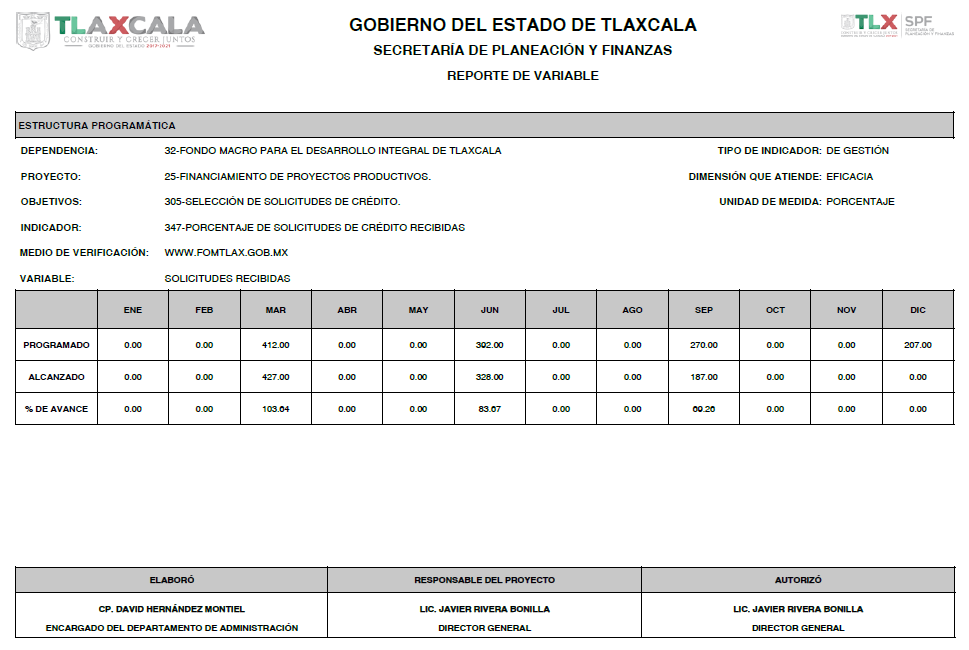 TLAXCALA
CONSTRUIR Y CRECER JUNTOS
GOBIERNO DEL ESTADO 2017-2021
GOBIERNO DEL ESTADO DE TLAXCALA
SECRETARÍA DE PLANEACIÓN Y FINANZAS
REPORTE DE VARIABLE
TLX SPF
SECRETARÍA DE
PLANEACIÓN Y FINANZAS
ESTRUCTURA PROGRAMÁTICA
DEPENDENCIA: 32-FONDO MACRO PARA EL DESARROLLO INTEGRAL DE TLAXCALA TIPO DE INDICADOR: DE GESTIÓN
PROYECTO: 25-FINANCIAMIENTO DE PROYECTOS PRODUCTIVOS. DIMENSIÓN QUE ATIENDE: EFICACIA
OBJETIVOS: 305-SELECCIÓN DE SOLICITUDES DE CRÉDITO. UNIDAD DE MEDIDA: PORCENTAJE
INDICADOR: 347-PORCENTAJE DE SOLICITUDES DE CRÉDITO RECIBIDAS
MEDIO DE VERIFICACIÓN: WWW.FOMTLAX.GOB.MX
VARIABLE: SOLICITUDES RECIBIDAS
ENE FEB MAR ABR MAY JUN JUL AGO SEP OCT NOV DIC
PROGRAMADO 0.00 0.00 412.00 0.00 0.00 392.00 0.00 0.00 270.00 0.00 0.00 207.00
ALCANZADO 0.00 0.00 427.00 0.00 0.00 328.00 0.00 0.00 187.00 0.00 0.00 0.00
% DE AVANCE 0.00 0.00 103.64 0.00 0.00 83.67 0.00 0.00 69.26 0.00 0.00 0.00
ELABORÓ RESPONSABLE DEL PROYECTO AUTORIZÓ
CP. DAVID HERNÁNDEZ MONTIEL LIC. JAVIER RIVERA BONILLA LIC. JAVIER RIVERA BONILLA
ENCARGADO DEL DEPARTAMENTO DE ADMINISTRACIÓN DIRECTOR GENERAL DIRECTOR GENERAL